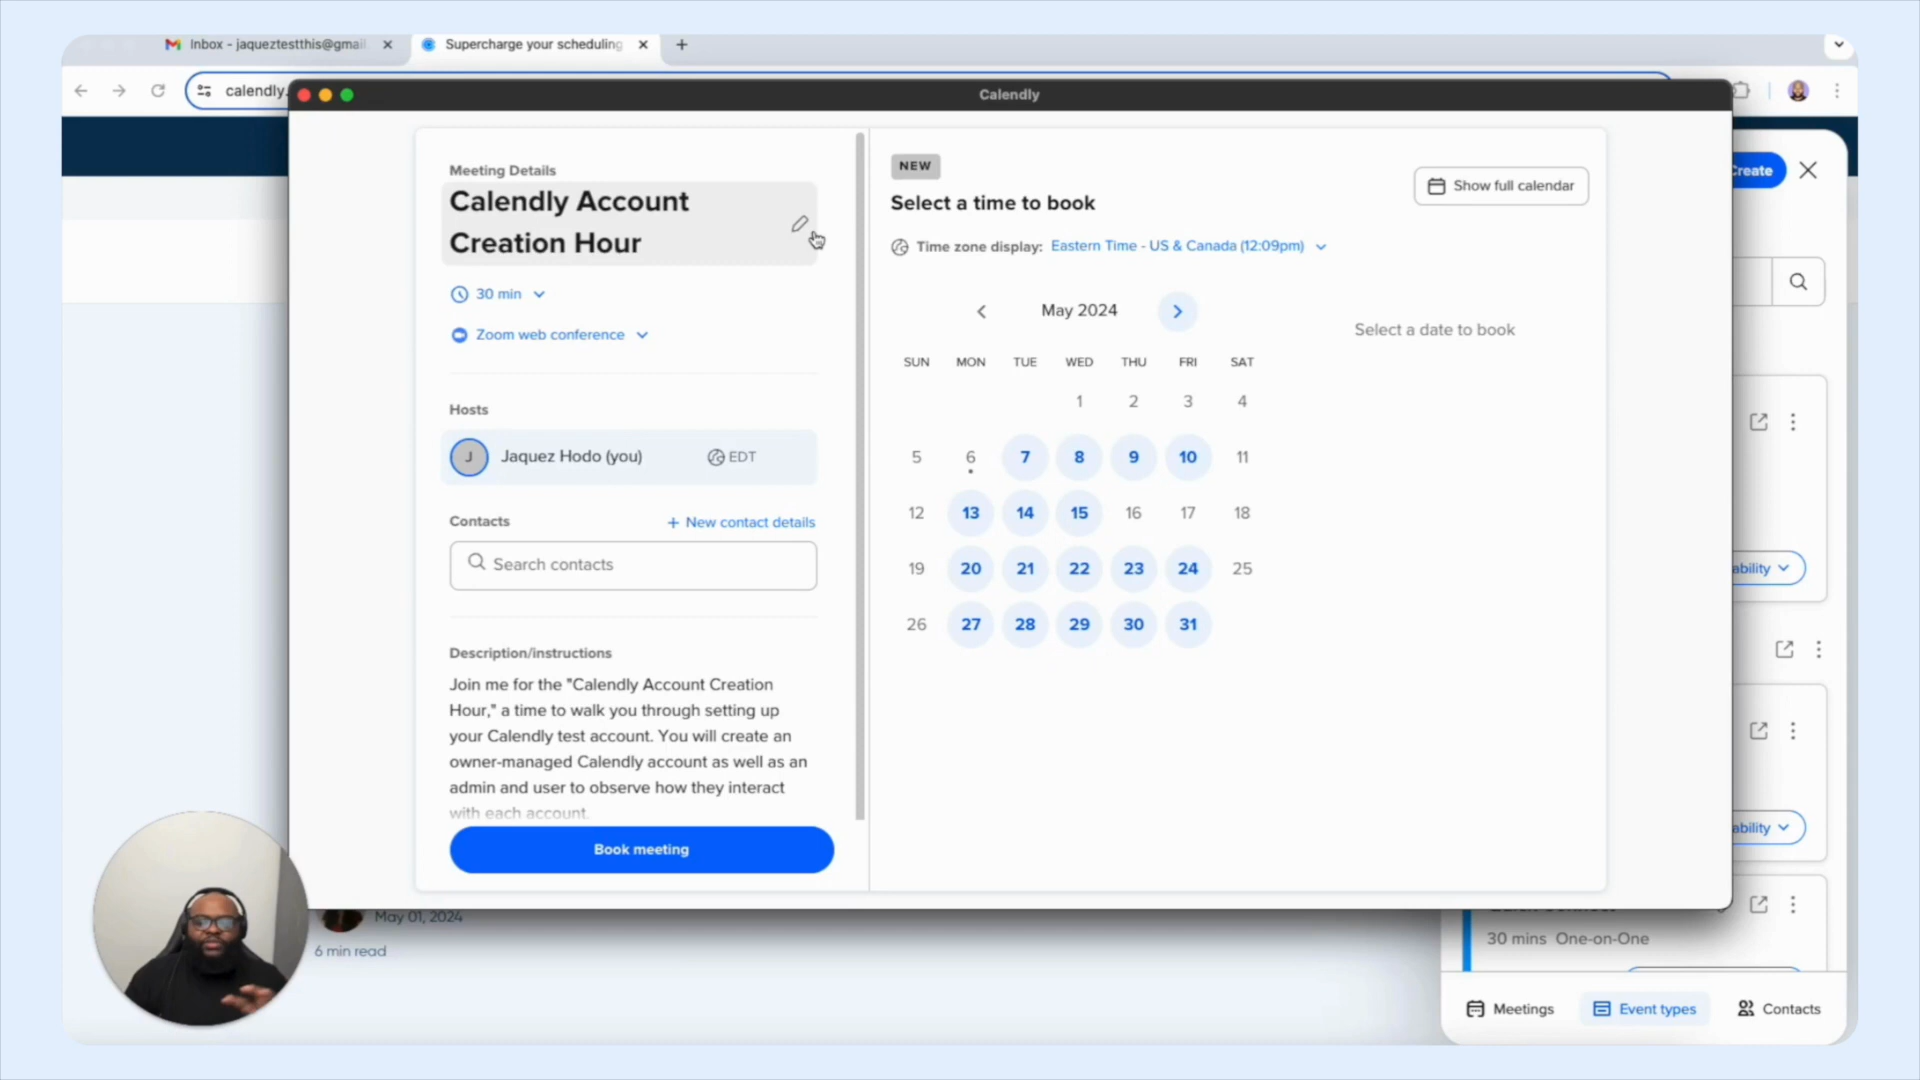 Inbox - jaqueztestthis@gmail
Supercharge your scheduling
calendly.
Calendly
Create
Meeting Details
Calendly Account
Creation Hour
30 min
Zoom web conference
Hosts
J
Jaquez Hodo (you)
EDT
Contacts
+ New contact details
Search contacts
Description/instructions
Join me for the "Calendly Account Creation
Hour," a time to walk you through setting up
your Calendly test account. You will create an
owner-managed Calendly account as well as an
admin and user to observe how they interact
with each account.
Book meeting
NEW
Select a time to book
Show full calendar
Time zone display: Eastern Time - US & Canada (12:09pm)
May 2024
Select a date to book
SUN MON TUE WED THU FRI SAT
1 2 3 4
5 6 7 8 9 10 11
12 13 14 15 16 17 18
19 20 21 22 23 24 25
26 27 28 29 30 31
ability
ability
May 01, 2024
6 min read
30 mins One-on-One
Meetings
Event types
Contacts